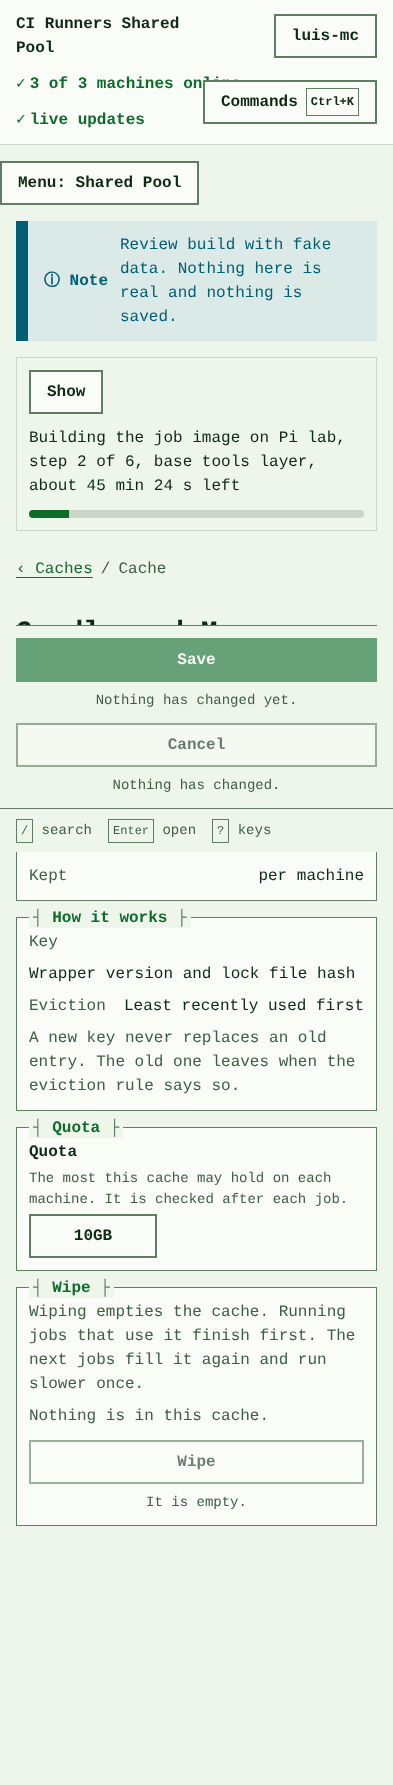 CI Runners Shared
Pool
luis-mc
✓ 3 of 3 machines
✓ live updates
Commands Ctrl+K
Menu: Shared Pool
ⓘ Note
Review build with fake
data. Nothing here is
real and nothing is
saved.
Show
Building the job image on Pi lab,
step 2 of 6, base tools layer,
about 45 min 24 s left
‹ Caches / Cache
Save
Nothing has changed yet.
Cancel
Nothing has changed.
/ search Enter open ? keys
Kept per machine
How it works
Key
Wrapper version and lock file hash
Eviction Least recently used first
A new key never replaces an old
entry. The old one leaves when the
eviction rule says so.
Quota
Quota
The most this cache may hold on each
machine. It is checked after each job.
10GB
Wipe
Wiping empties the cache. Running
jobs that use it finish first. The
next jobs fill it again and run
slower once.
Nothing is in this cache.
Wipe
It is empty.